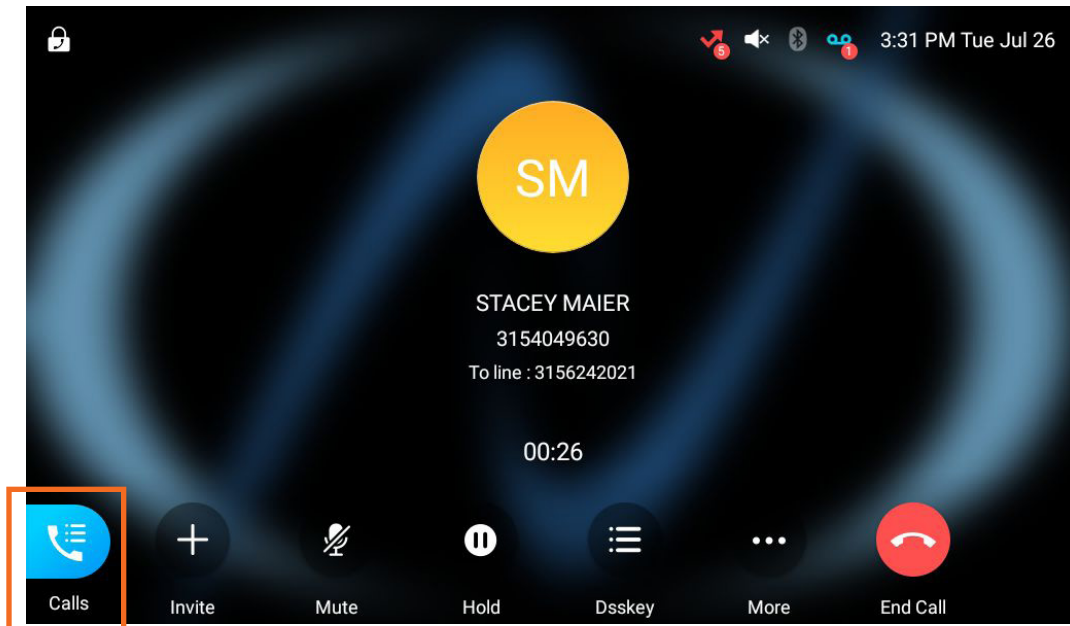 5
1
3:31 PM Tue Jul 26
SM
STACEY MAIER
3154049630
To line : 3156242021
00:26
Calls
Invite
Mute
Hold
Dsskey
More
End Call